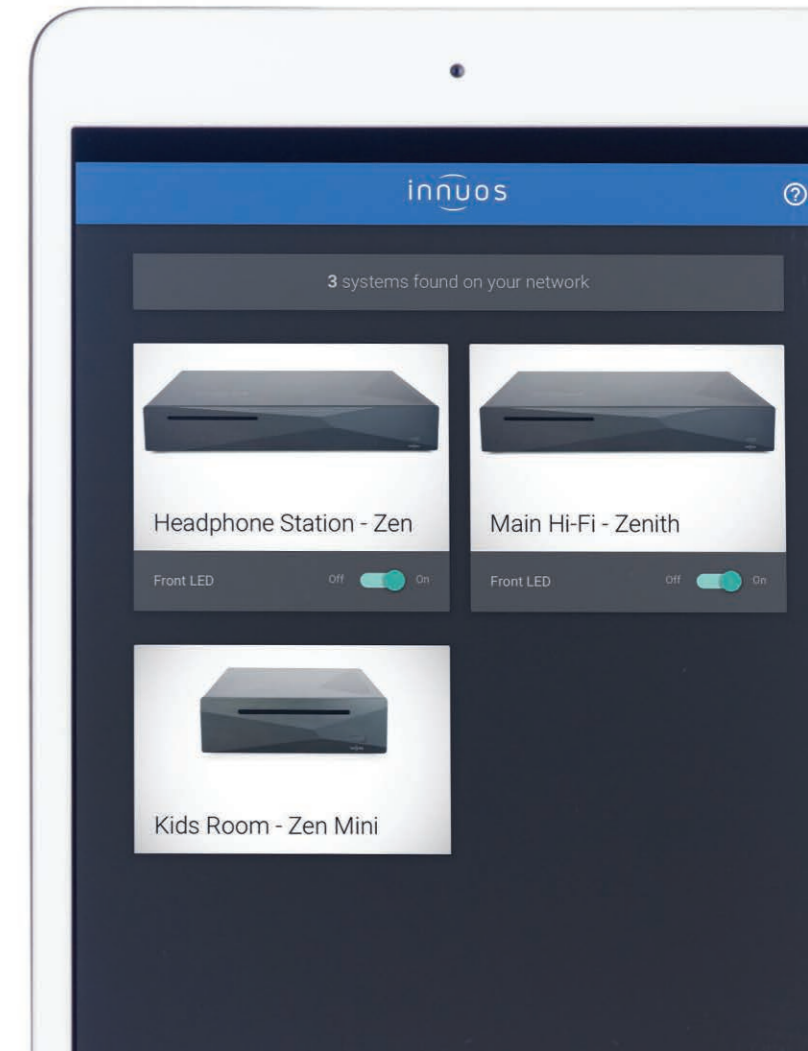 innuos
?
3 systems found on your network
Headphone Station - Zen
Main Hi-Fi - Zenith
Front LED
Off
On
Front LED
Off
On
Kids Room - Zen Mini